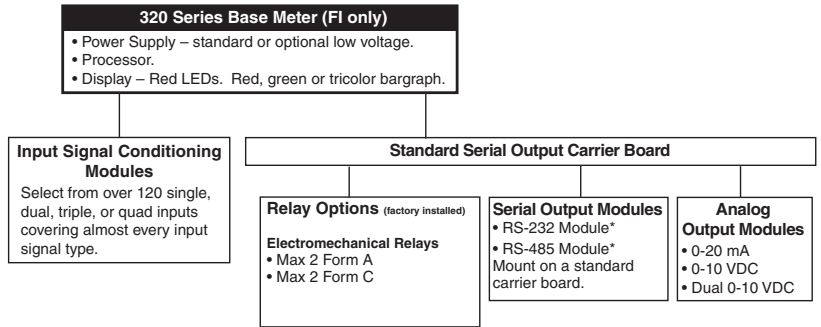 320 Series Base Meter (FI only)
• Power Supply – standard or optional low voltage.
• Processor.
• Display – Red LEDs. Red, green or tricolor bargraph.
Input Signal Conditioning
Modules
Select from over 120 single,
dual, triple, or quad inputs
covering almost every input
signal type.
Standard Serial Output Carrier Board
Relay Options (factory installed)
Electromechanical Relays
• Max 2 Form A
• Max 2 Form C
Serial Output Modules
• RS-232 Module*
• RS-485 Module*
Mount on a standard
carrier board.
Analog
Output Modules
• 0-20 mA
• 0-10 VDC
• Dual 0-10 VDC